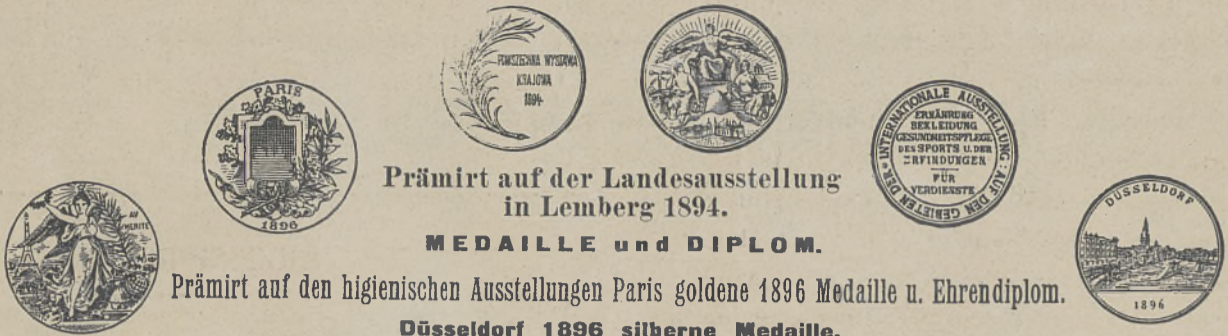 POWSZECHNA WYSTAWA
KRAJOWA
1894
PARIS
1896
AU
MERITE
INTERNATIONALE AUSSTELLUNG AUF DEN GEBIETEN DER
ERNÄHRUNG
BEKLEIDUNG
GESUNDHEITSPFLEGE
DES SPORTS U. DER
ERFINDUNGEN
FÜR
VERDIENSTE
DÜSSELDORF
1896
Prämirt auf der Landesausstellung
in Lemberg 1894.
MEDAILLE und DIPLOM.
Prämirt auf den higienischen Ausstellungen Paris goldene 1896 Medaille u. Ehrendiplom.
Düsseldorf 1896 silberne Medaille.